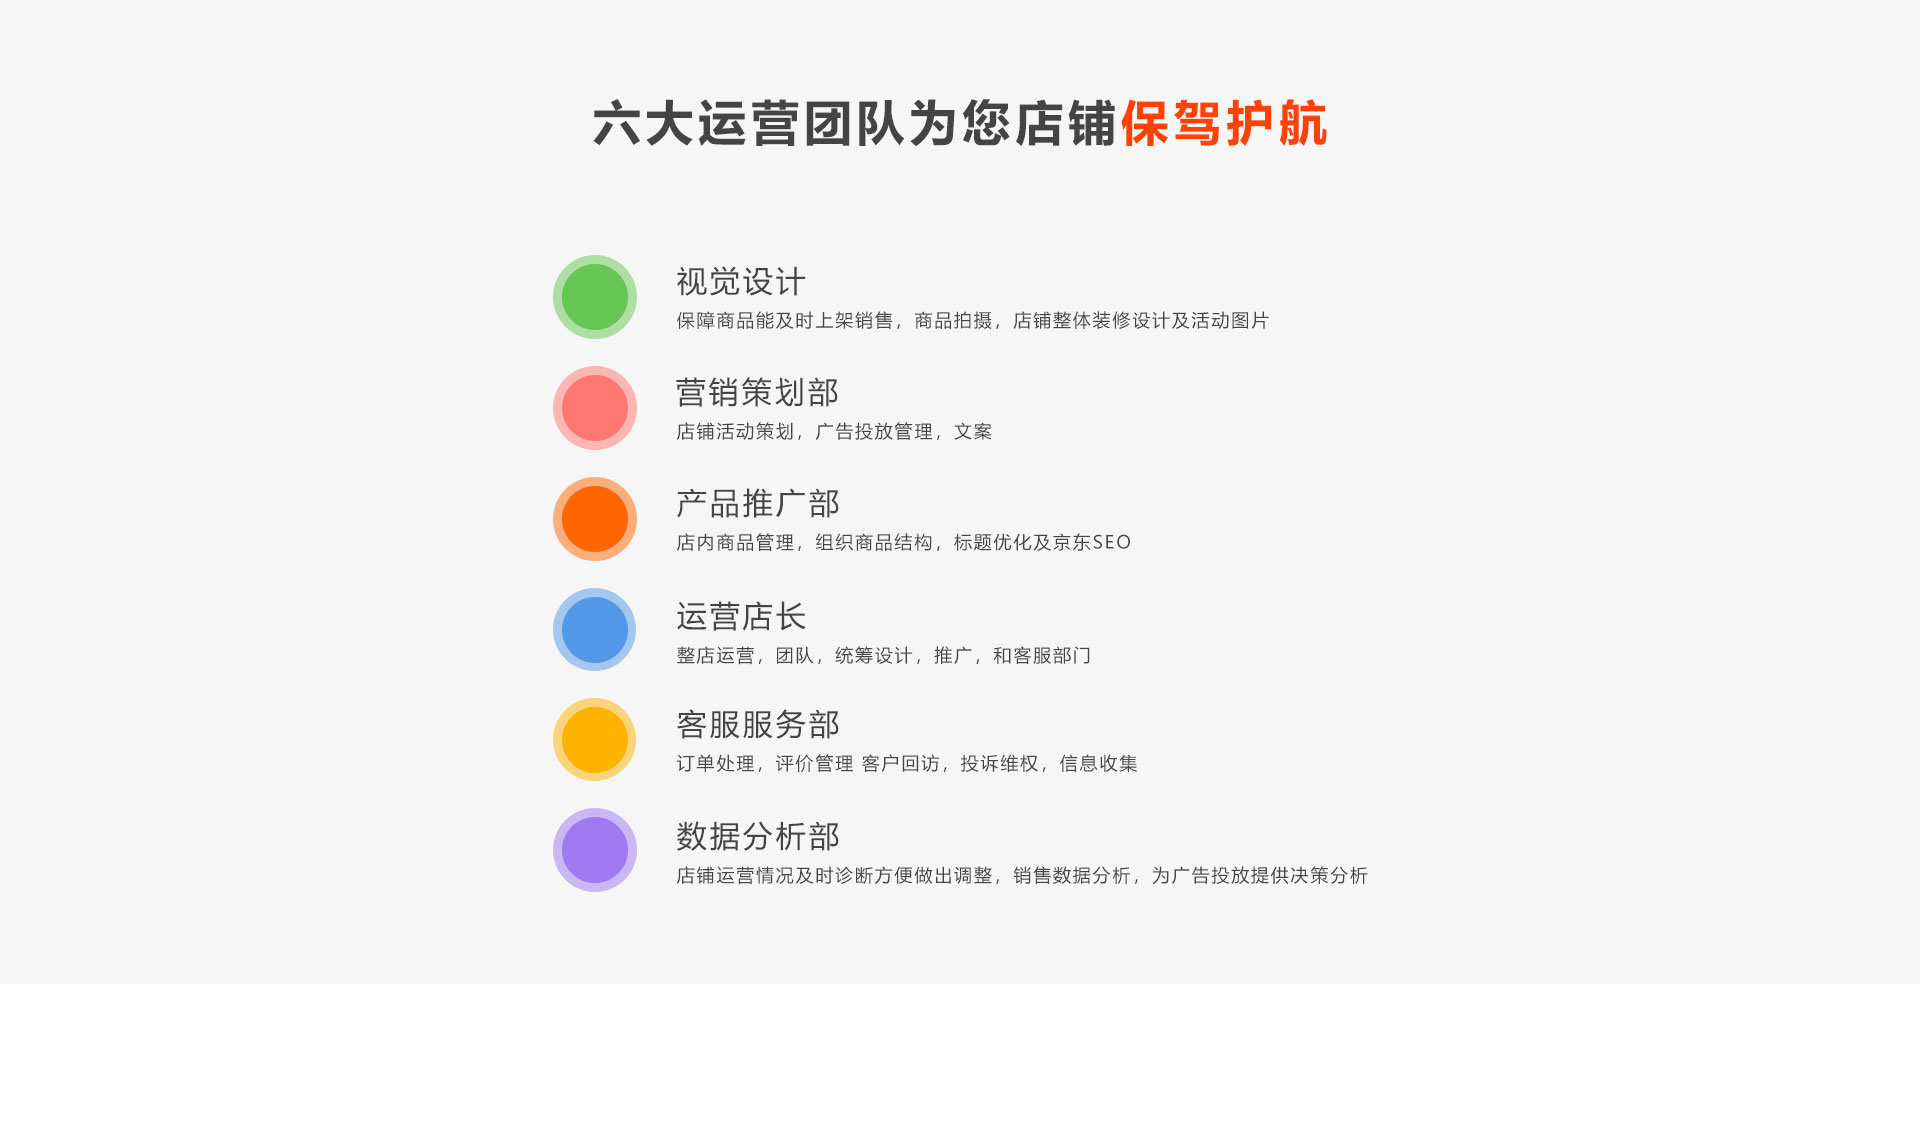 六大运营团队为您店铺保驾护航
视觉设计
保障商品能及时上架销售，商品拍摄，店铺整体装修设计及活动图片
营销策划部
店铺活动策划，广告投放管理，文案
产品推广部
店内商品管理，组织商品结构，标题优化及京东SEO
运营店长
整店运营，团队，统筹设计，推广，和客服部门
客服服务部
订单处理，评价管理 客户回访，投诉维权，信息收集
数据分析部
店铺运营情况及时诊断方便做出调整，销售数据分析，为广告投放提供决策分析